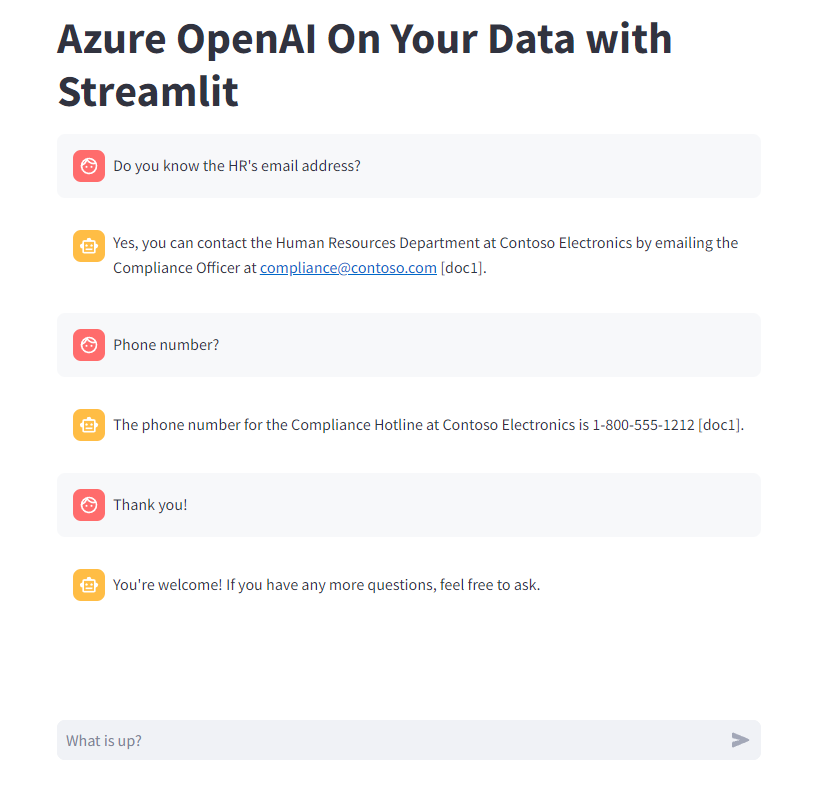 Azure OpenAI On Your Data with
Streamlit
Do you know the HR's email address?
Yes, you can contact the Human Resources Department at Contoso Electronics by emailing the
Compliance Officer at compliance@contoso.com [doc1].
Phone number?
The phone number for the Compliance Hotline at Contoso Electronics is 1-800-555-1212 [doc1].
Thank you!
You're welcome! If you have any more questions, feel free to ask.
What is up?